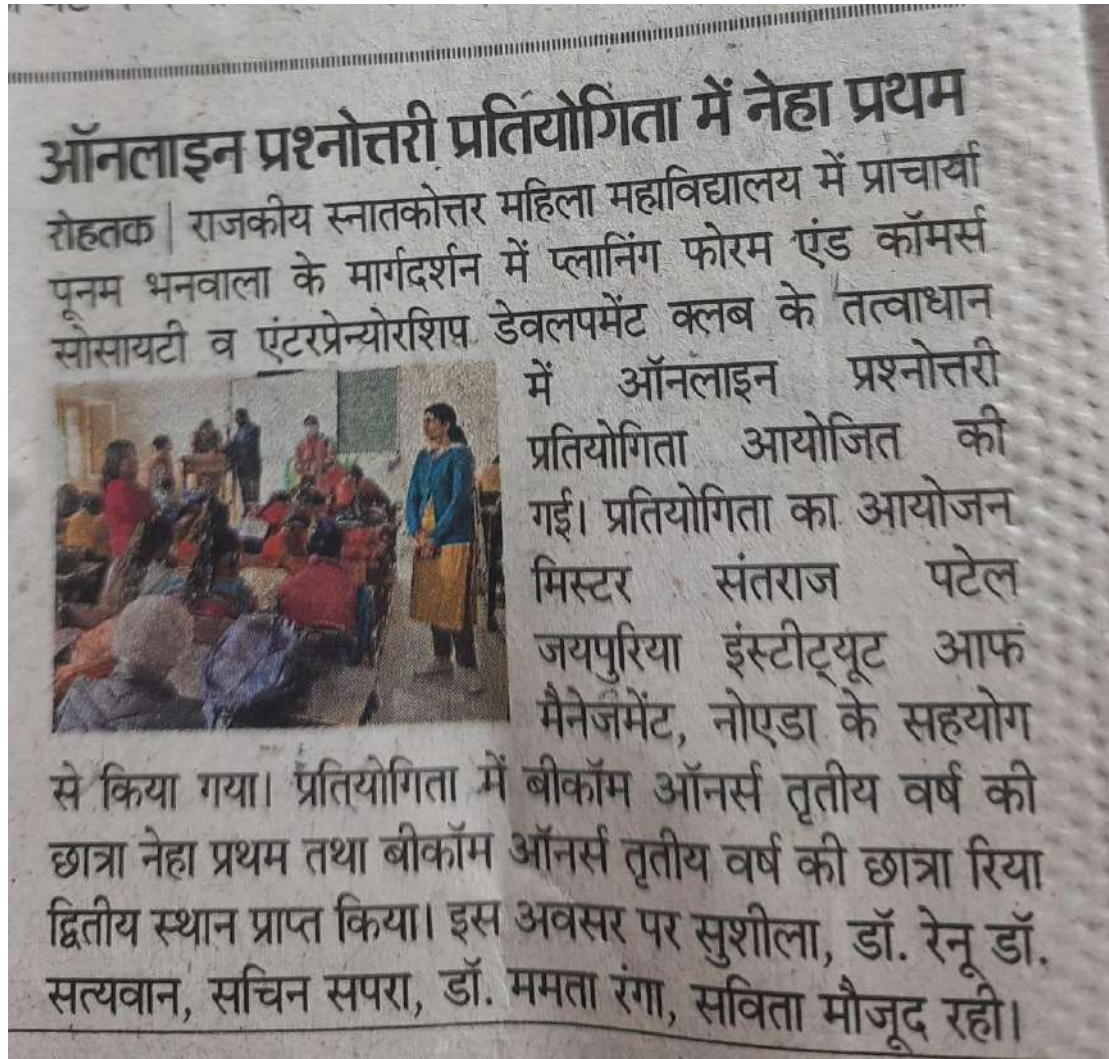 ऑनलाइन प्रश्नोत्तरी प्रतियोगिता में नेहा प्रथम
रोहतक | राजकीय स्नातकोत्तर महिला महाविद्यालय में प्राचार्या
पूनम भनवाला के मार्गदर्शन में प्लानिंग फोरम एंड कॉमर्स
सोसायटी व एंटरप्रेन्योरशिप डेवलपमेंट क्लब के तत्वाधान
में ऑनलाइन प्रश्नोत्तरी
प्रतियोगिता आयोजित की
गई। प्रतियोगिता का आयोजन
मिस्टर संतराज पटेल
जयपुरिया इंस्टीट्यूट आफ
मैनेजमेंट, नोएडा के सहयोग
से किया गया। प्रतियोगिता में बीकॉम ऑनर्स तृतीय वर्ष की
छात्रा नेहा प्रथम तथा बीकॉम ऑनर्स तृतीय वर्ष की छात्रा रिया
द्वितीय स्थान प्राप्त किया। इस अवसर पर सुशीला, डॉ. रेनू डॉ.
सत्यवान, सचिन सपरा, डॉ. ममता रंगा, सविता मौजूद रही।